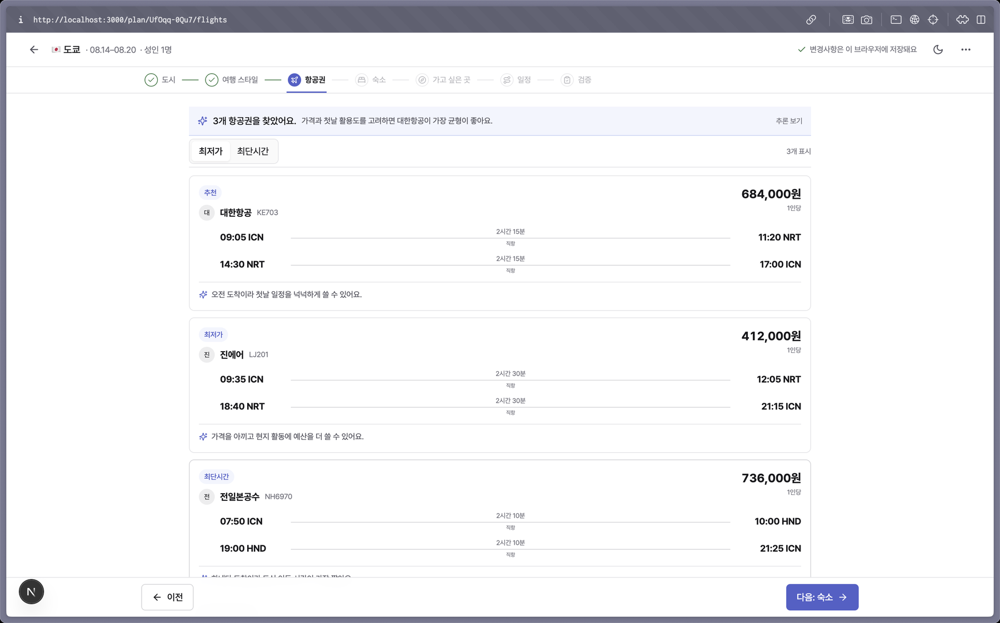 http://localhost:3000/plan/UfOqq-0Qu7/flights
도쿄 · 08.14–08.20 · 성인 1명
변경사항은 이 브라우저에 저장돼요
도시
여행 스타일
항공권
숙소
가고 싶은 곳
일정
검증
3개 항공권을 찾았어요. 가격과 첫날 활용도를 고려하면 대한항공이 가장 균형이 좋아요.
추론 보기
최저가
최단시간
3개 표시
추천
684,000원
1인당
대
대한항공 KE703
2시간 15분
09:05 ICN
11:20 NRT
직항
2시간 15분
14:30 NRT
17:00 ICN
직항
오전 도착이라 첫날 일정을 넉넉하게 쓸 수 있어요.
최저가
412,000원
1인당
진
진에어 LJ201
2시간 30분
09:35 ICN
12:05 NRT
직항
2시간 30분
18:40 NRT
21:15 ICN
직항
가격을 아끼고 현지 활동에 예산을 더 쓸 수 있어요.
최단시간
736,000원
1인당
전
전일본공수 NH6970
2시간 10분
07:50 ICN
10:00 HND
직항
2시간 10분
19:00 HND
21:25 ICN
직항
N
이전
다음: 숙소